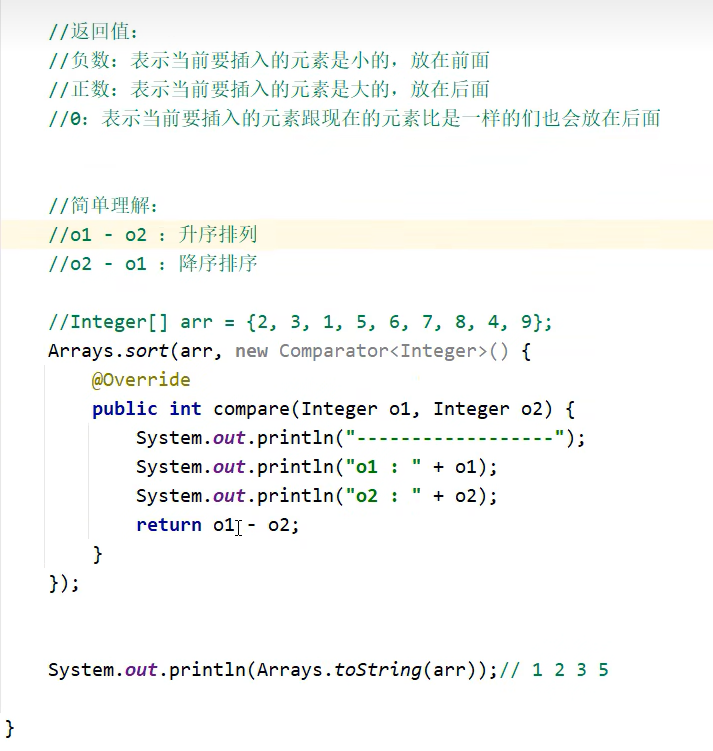 //返回值：
//负数：表示当前要插入的元素是小的，放在前面
//正数：表示当前要插入的元素是大的，放在后面
//0：表示当前要插入的元素跟现在的元素比是一样的们也会放在后面
//简单理解：
//o1 - o2 : 升序排列
//o2 - o1 : 降序排序
//Integer[] arr = {2, 3, 1, 5, 6, 7, 8, 4, 9};
Arrays.sort(arr, new Comparator<Integer>() {
@Override
public int compare(Integer o1, Integer o2) {
System.out.println("------------------");
System.out.println("o1 : " + o1);
System.out.println("o2 : " + o2);
return o1 - o2;
}
});
System.out.println(Arrays.toString(arr));// 1 2 3 5
}